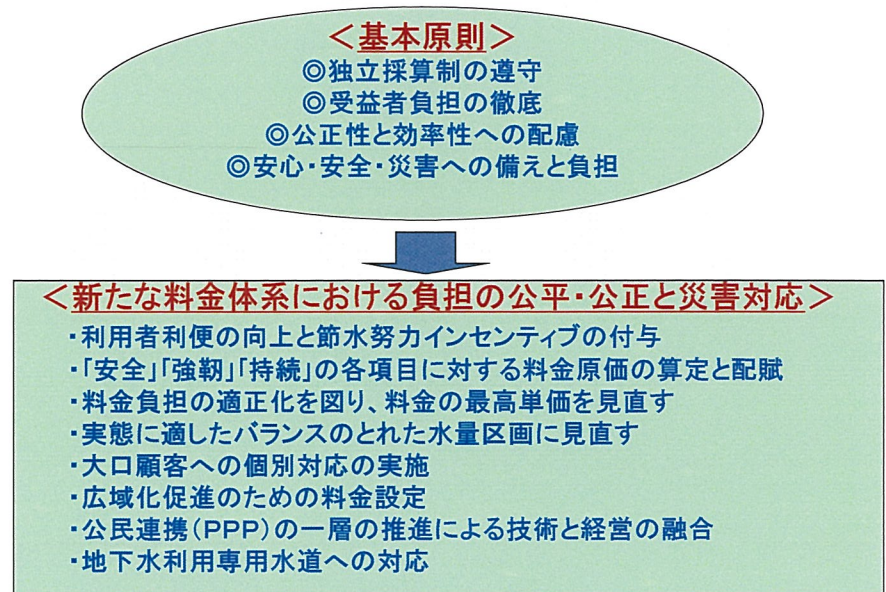 ＜基本原則＞
◎独立採算制の遵守
◎受益者負担の徹底
◎公正性と効率性への配慮
◎安心・安全・災害への備えと負担
＜新たな料金体系における負担の公平・公正と災害対応＞
・利用者利便の向上と節水努力インセンティブの付与
・「安全」「強靭」「持続」の各項目に対する料金原価の算定と配賦
・料金負担の適正化を図り、料金の最高単価を見直す
・実態に適したバランスのとれた水量区画に見直す
・大口顧客への個別対応の実施
・広域化促進のための料金設定
・公民連携（PPP）の一層の推進による技術と経営の融合
・地下水利用専用水道への対応